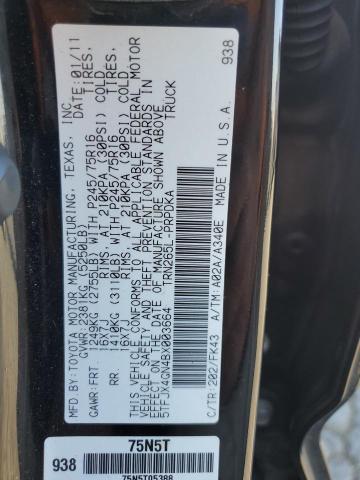 MFD BY:TOYOTA MOTOR MANUFACTURING, TEXAS, INC. 01/11
GVWR 2381KG (5250LB)
GAWR:FRT 1249KG (2755LB) WITH P245/75R16 TIRES,
16X7J RIMS, AT 210KPA (30PSI) COLD
RR. 1410KG (3110LB) WITH P245/75R16 TIRES,
16X7J RIMS, AT 210KPA (30PSI) COLD
THIS VEHICLE CONFORMS TO ALL APPLICABLE FEDERAL MOTOR
VEHICLE SAFETY AND THEFT PREVENTION STANDARDS IN
EFFECT ON THE DATE OF MANUFACTURE SHOWN ABOVE.
5TFJX4GN4BX003664 TRUCK
TRN265L-PRPDKA
C/TR:202/FK43 A/TM:A02A/A340E MADE IN U.S.A. 938
75N5T
938
75N5T05388